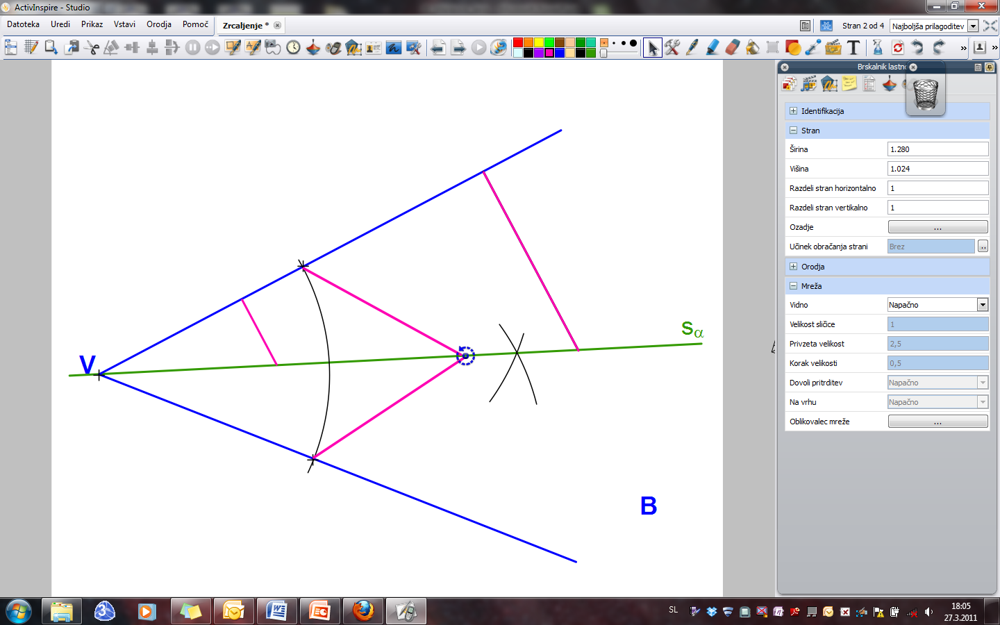 ActivInspire - Studio
Datoteka Uredi Prikaz Vstavi Orodja Pomoč Zrcaljenje *
Stran 2 od 4 Najboljša prilagoditev
T
Brskalnik lastno
Identifikacija
Stran
Širina 1.280
Višina 1.024
Razdeli stran horizontalno 1
Razdeli stran vertikalno 1
Ozadje ...
Učinek obračanja strani Brez ..
Orodja
Mreža
Vidno Napačno
Velikost sličice 1
Privzeta velikost 2,5
Korak velikosti 0,5
Dovoli pritrditev Napačno
Na vrhu Napačno
Oblikovalec mreže ...
sα
V
B
SL
18:05
27.3.2011